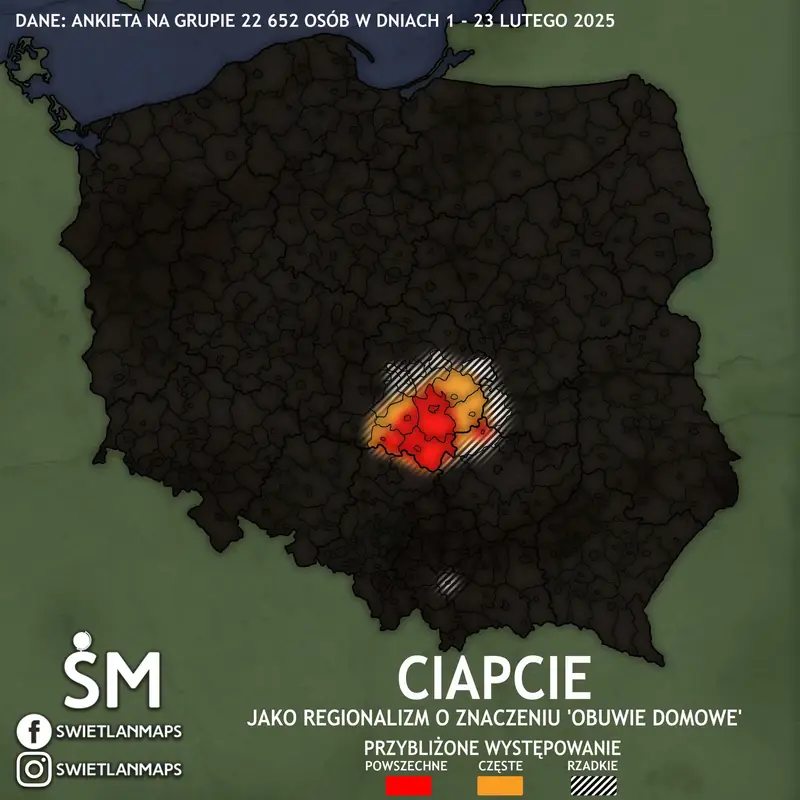 DANE: ANKIETA NA GRUPIE 22 652 OSÓB W DNIACH 1 - 23 LUTEGO 2025
ŚM
SWIETLANMAPS
SWIETLANMAPS
CIAPCIE
JAKO REGIONALIZM O ZNACZENIU 'OBUWIE DOMOWE'
PRZYBLIŻONE WYSTĘPOWANIE
POWSZECHNE CZĘSTE RZADKIE